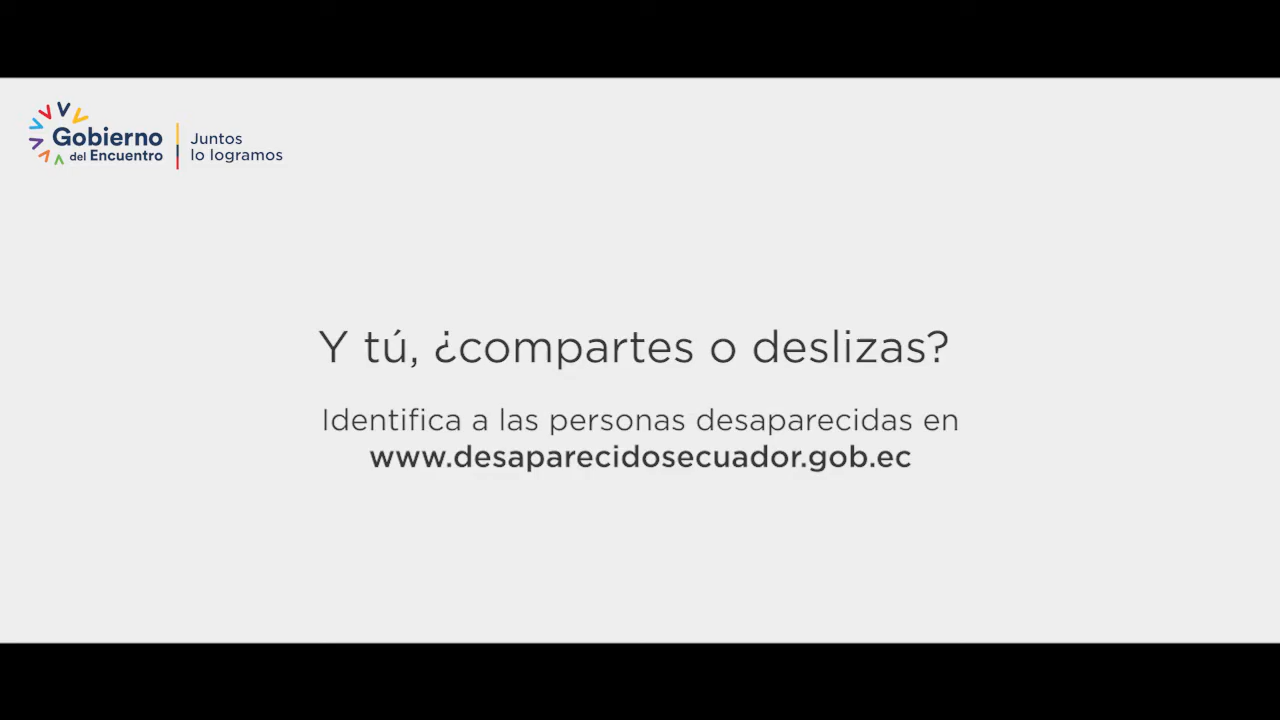 Gobierno
del Encuentro
Juntos
lo logramos
Y tú, ¿compartes o deslizas?
Identifica a las personas desaparecidas en
www.desaparecidosecuador.gob.ec